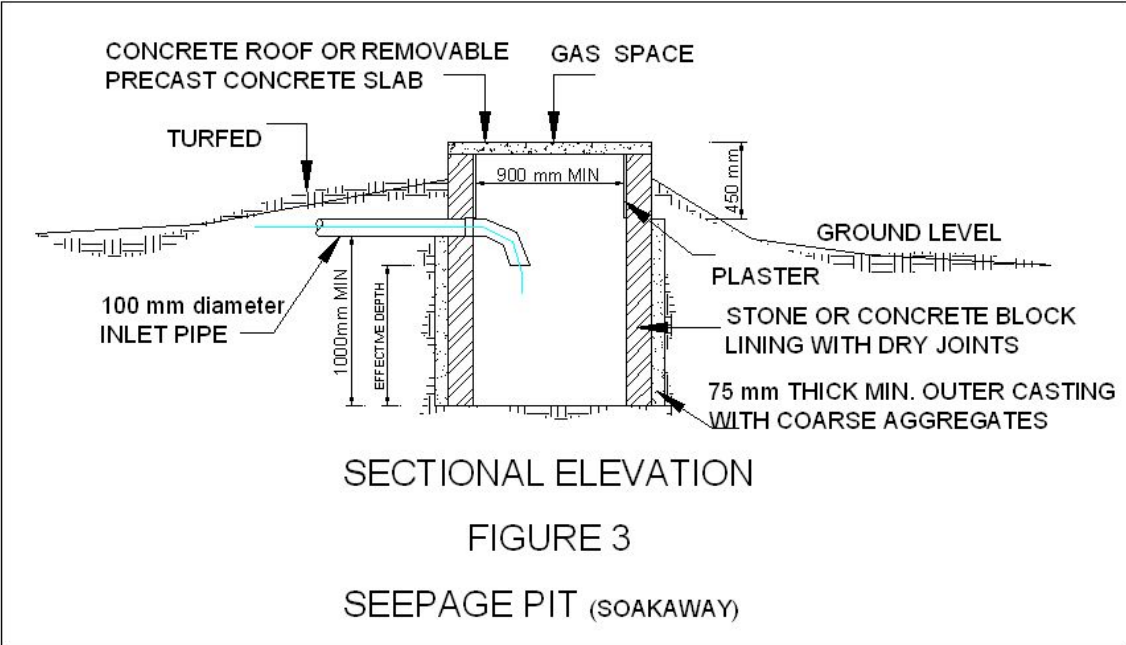 CONCRETE ROOF OR REMOVABLE
PRECAST CONCRETE SLAB
GAS SPACE
TURFED
900 mm MIN
450 mm
GROUND LEVEL
PLASTER
100 mm diameter
INLET PIPE
1000mm MIN
EFFECTIVE DEPTH
STONE OR CONCRETE BLOCK
LINING WITH DRY JOINTS
75 mm THICK MIN. OUTER CASTING
WITH COARSE AGGREGATES
SECTIONAL ELEVATION
FIGURE 3
SEEPAGE PIT (SOAKAWAY)